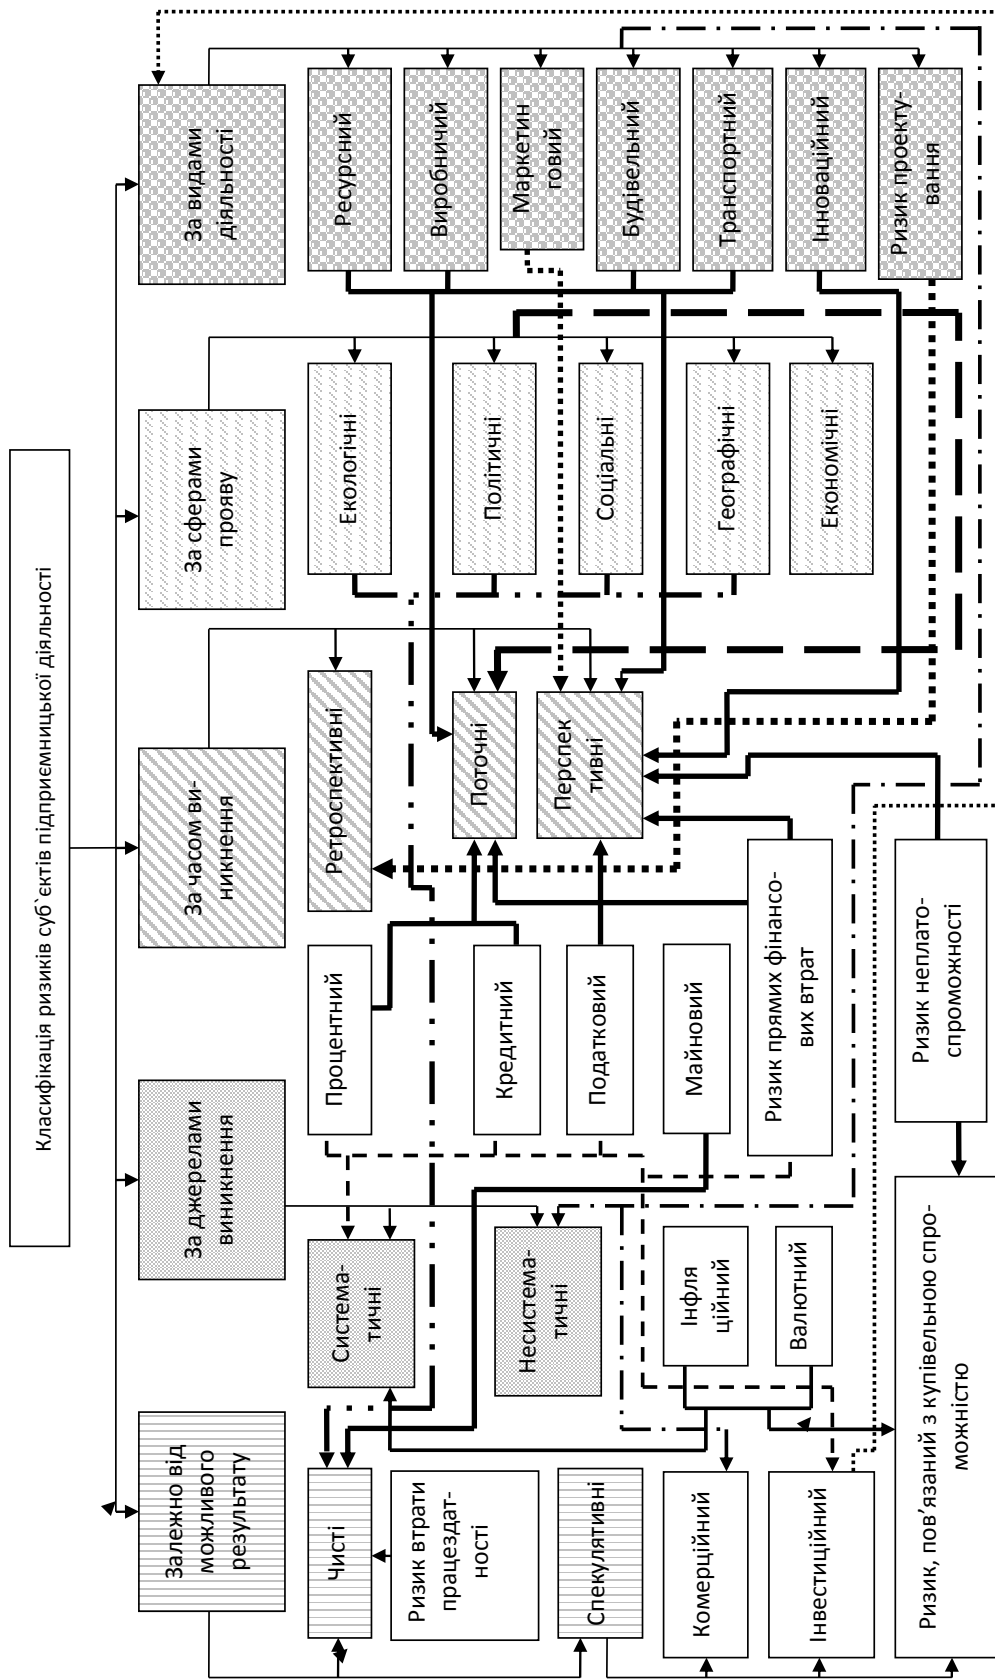 Класифікація ризиків суб`єктів підприємницької діяльності
Залежно від
можливого
результату
За джерелами
виникнення
За часом ви-
никнення
За сферами
прояву
За видами
діяльності
Чисті
Ризик втрати
працездат-
ності
Спекулятивні
Комерційний
Інвестиційний
Ризик, пов'язаний з купівельною спро-
можністю
Система-
тичні
Несистема-
тичні
Інфля
ційний
Валютний
Процентний
Кредитний
Податковий
Майновий
Ризик прямих фінансо-
вих втрат
Ризик неплато-
спроможності
Ретроспективні
Поточні
Перспек
тивні
Екологічні
Політичні
Соціальні
Географічні
Економічні
Ресурсний
Виробничий
Маркетин
говий
Будівельний
Транспортний
Інноваційний
Ризик проекту-
вання